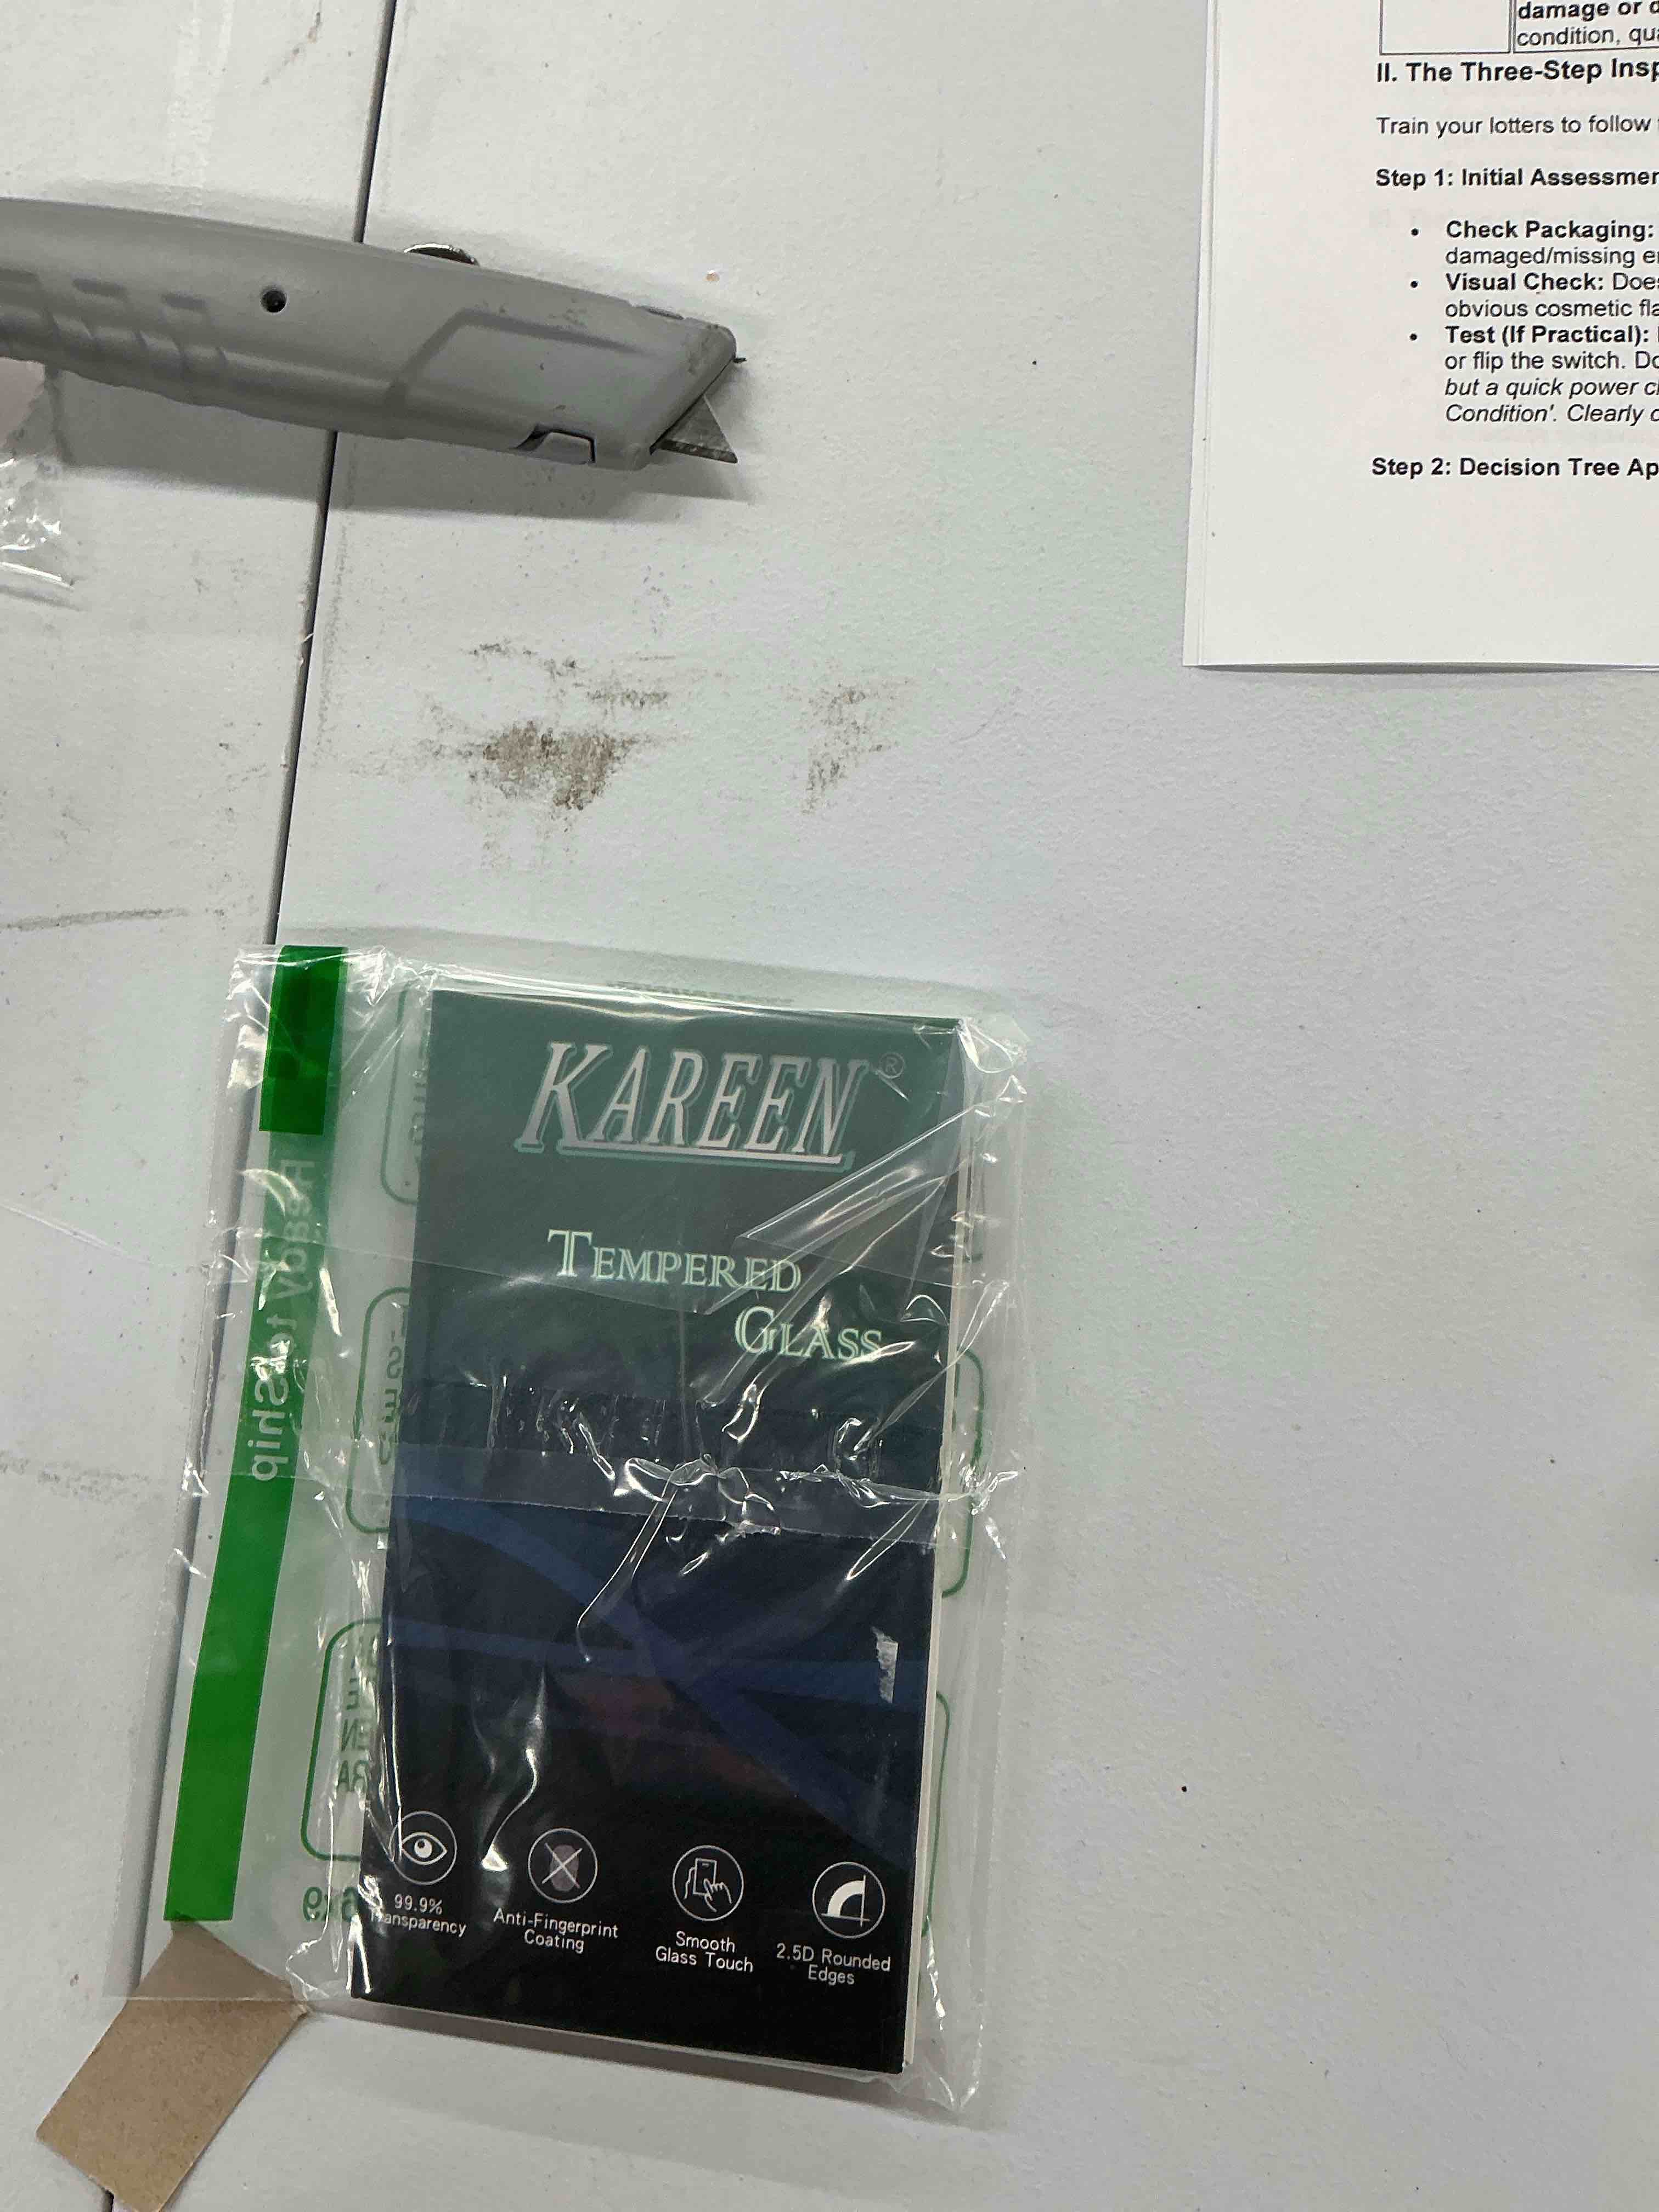 damage or d
condition, qua
II. The Three-Step Insp
Train your lotters to follow
Step 1: Initial Assessmen
• Check Packaging:
damaged/missing e
• Visual Check: Does
obvious cosmetic fla
• Test (If Practical):
or flip the switch. Do
but a quick power c
Condition'. Clearly
Step 2: Decision Tree Ap
KAREEN®
TEMPERED
GLASS
Ready to Ship
99.9%
Transparency
Anti-Fingerprint
Coating
Smooth
Glass Touch
2.5D Rounded
Edges